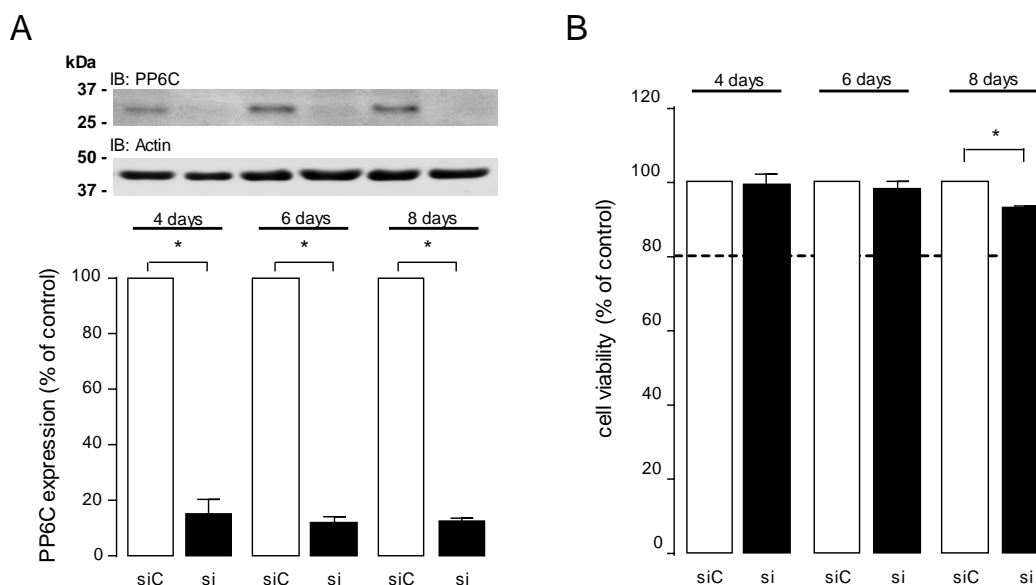 A
kDa
IB: PP6C
37 -
25 -
IB: Actin
50 -
37 -
4 days 6 days 8 days
* * *
100
80
60
40
20
0
PP6C expression (% of control)
siC si siC si siC si
B
4 days 6 days 8 days
120
*
100
80
60
40
20
0
cell viability (% of control)
siC si siC si siC si